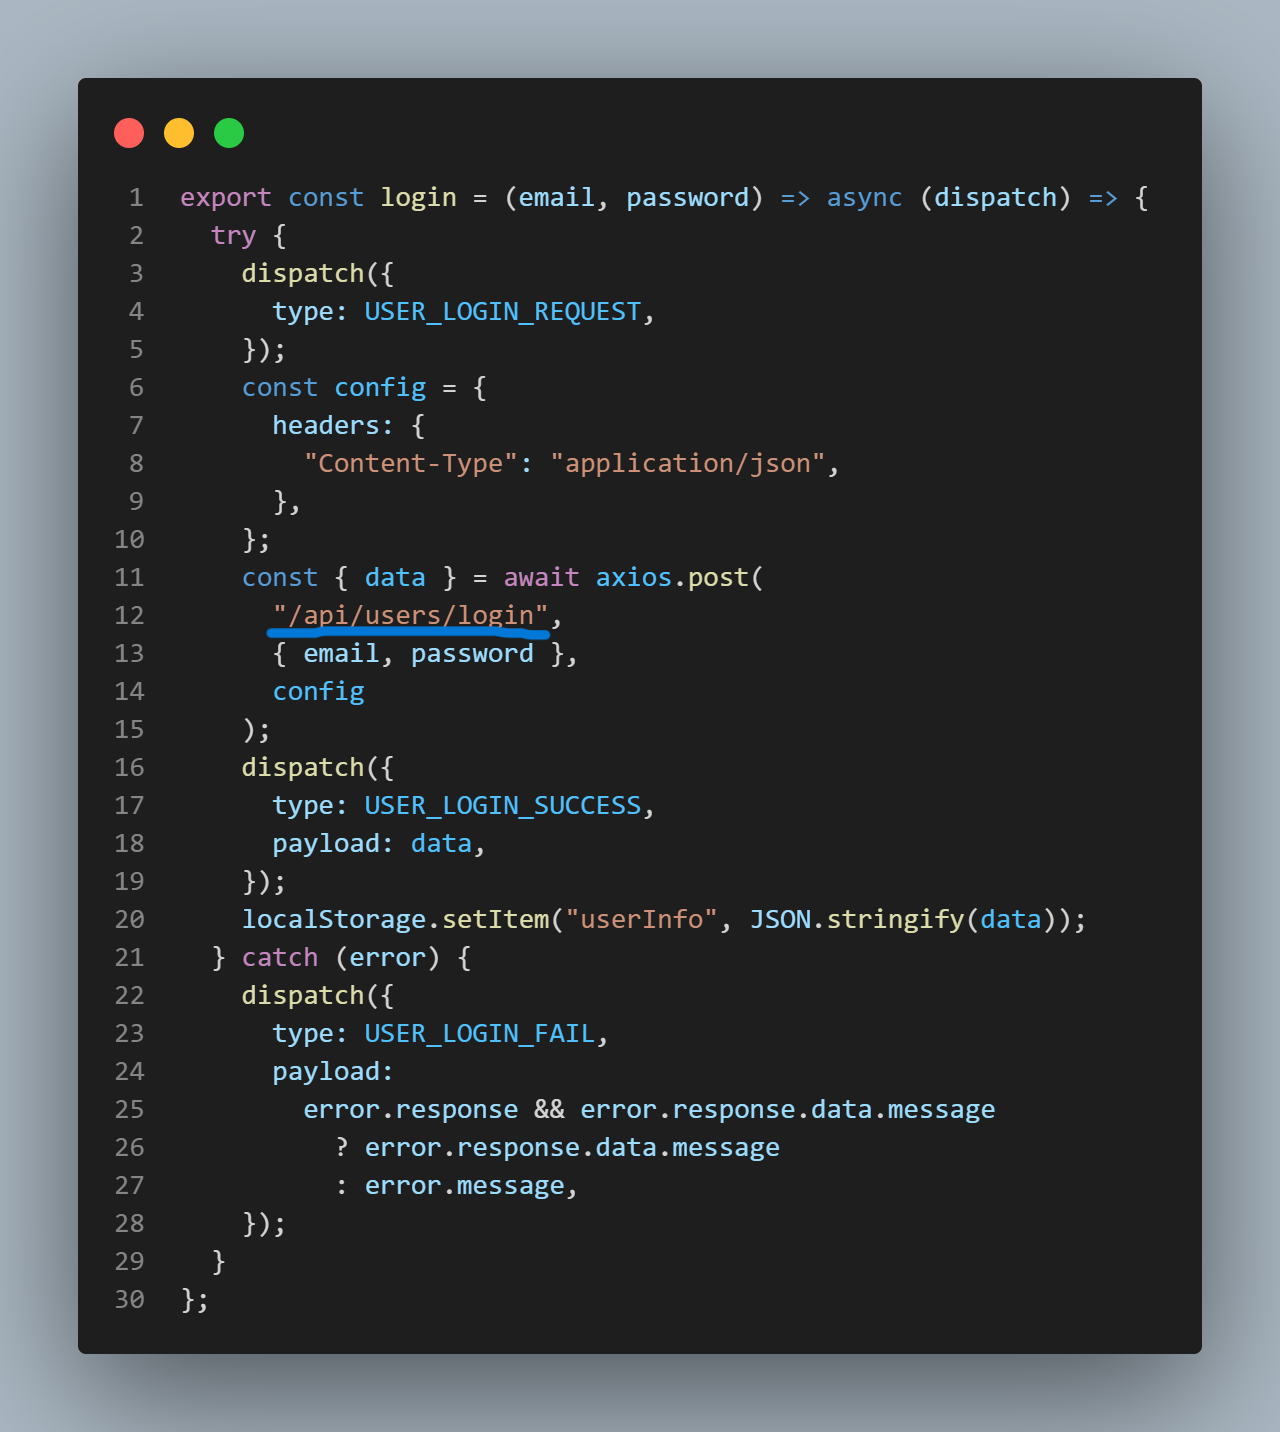 1 export const login = (email, password) => async (dispatch) => {
2   try {
3     dispatch({
4       type: USER_LOGIN_REQUEST,
5     });
6     const config = {
7       headers: {
8         "Content-Type": "application/json",
9       },
10     };
11     const { data } = await axios.post(
12       "/api/users/login",
13       { email, password },
14       config
15     );
16     dispatch({
17       type: USER_LOGIN_SUCCESS,
18       payload: data,
19     });
20     localStorage.setItem("userInfo", JSON.stringify(data));
21   } catch (error) {
22     dispatch({
23       type: USER_LOGIN_FAIL,
24       payload:
25         error.response && error.response.data.message
26           ? error.response.data.message
27           : error.message,
28     });
29   }
30 };